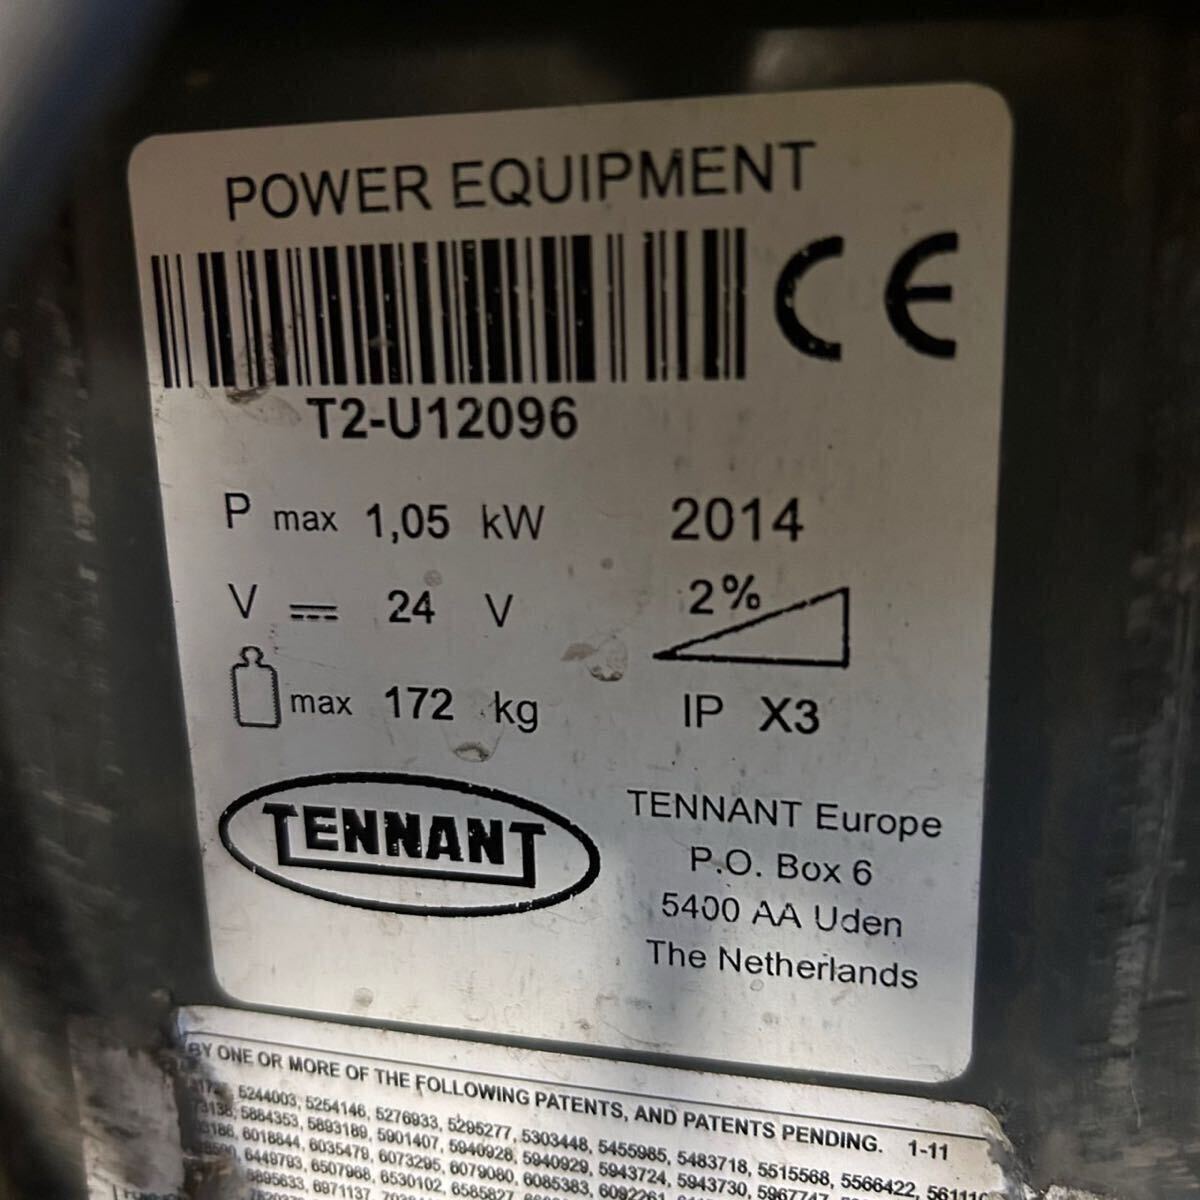 POWER EQUIPMENT
CE
T2-U12096
P max 1,05 kW 2014
V 24 V 2%
max 172 kg IP X3
TENNANT
TENNANT Europe
P.O. Box 6
5400 AA Uden
The Netherlands
BY ONE OR MORE OF THE FOLLOWING PATENTS, AND PATENTS PENDING. 1-11
5244003, 5254146, 5276933, 5295277, 5303448, 5455985, 5483718, 5515568, 5566422,
5884353, 5893189, 5901407, 5940928, 5940929, 5943724, 5943730,
6018844, 6035479, 6073295, 6079080, 6085383,
6449793, 6507968, 6530102,
6895633, 6971137,